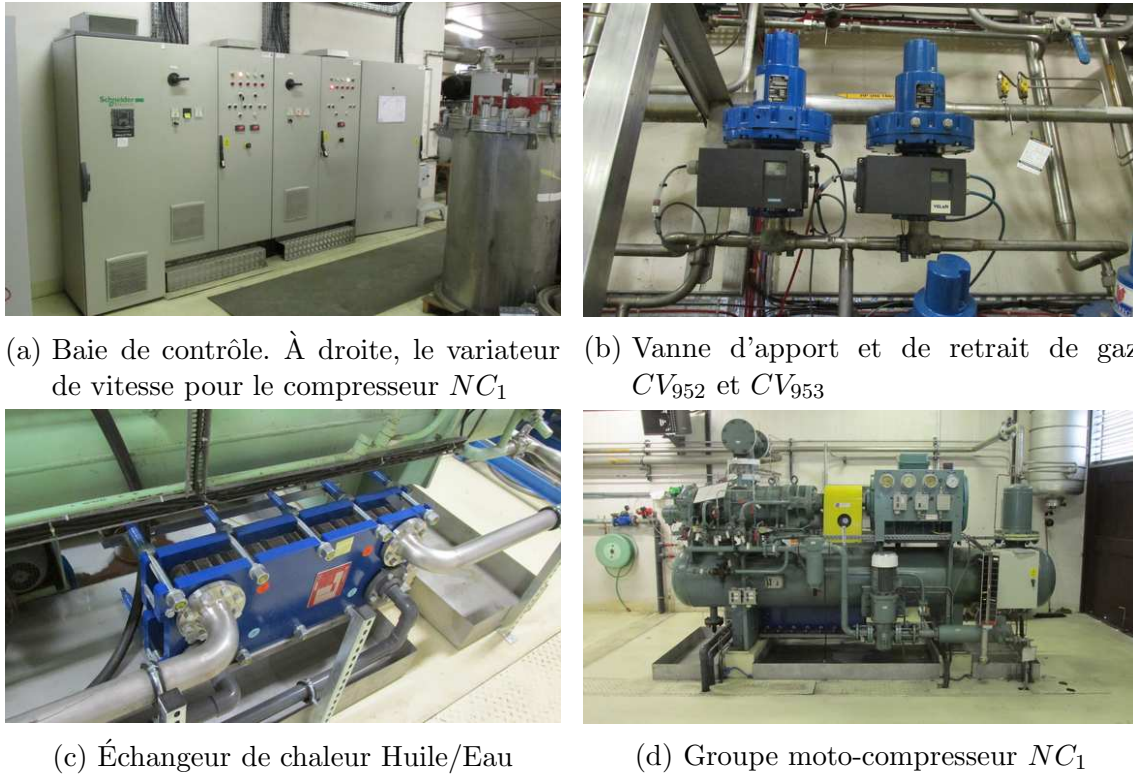 Schneider
(a) Baie de contrôle. À droite, le variateur
de vitesse pour le compresseur NC1
(b) Vanne d'apport et de retrait de gaz
CV952 et CV953
(c) Échangeur de chaleur Huile/Eau
(d) Groupe moto-compresseur NC1